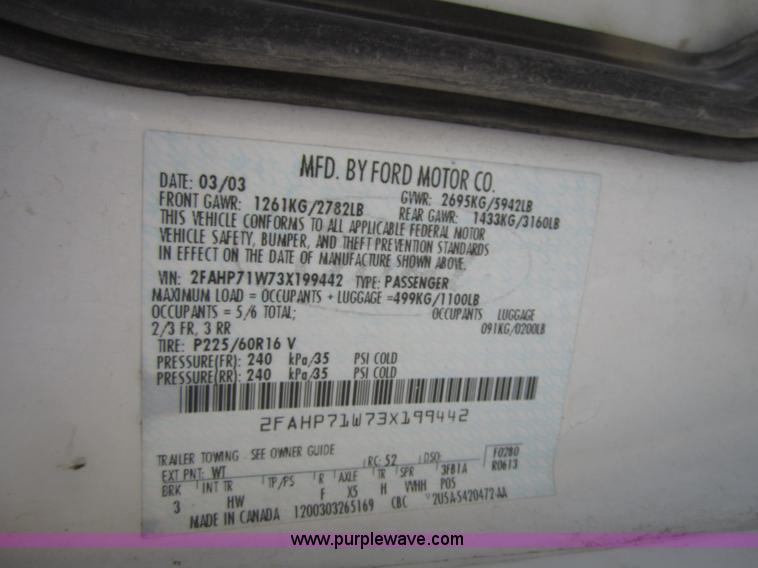 MFD. BY FORD MOTOR CO.
DATE: 03/03 GVWR: 2695KG/5942LB
FRONT GAWR: 1261KG/2782LB REAR GAWR: 1433KG/3160LB
THIS VEHICLE CONFORMS TO ALL APPLICABLE FEDERAL MOTOR
VEHICLE SAFETY, BUMPER, AND THEFT PREVENTION STANDARDS
IN EFFECT ON THE DATE OF MANUFACTURE SHOWN ABOVE.
VIN: 2FAHP71W73X199442 TYPE: PASSENGER
MAXIMUM LOAD = OCCUPANTS + LUGGAGE =499KG/1100LB
OCCUPANTS = 5/6 TOTAL; OCCUPANTS LUGGAGE
2/3 FR, 3 RR 091KG/0200LB
TIRE: P225/60R16 V
PRESSURE(FR): 240 kPa/35 PSI COLD
PRESSURE(RR): 240 kPa/35 PSI COLD
2FAHP71W73X199442
TRAILER TOWING - SEE OWNER GUIDE
EXT PNT: WT RC: 52 DSO: F0280
BRK INT TR TP/PS R AXLE TR SPR 3FB1A R0613
3 HW F X5 H WHH POS
MADE IN CANADA 1200303265169 CBC 2U5A-5420472-AA
www.purplewave.com